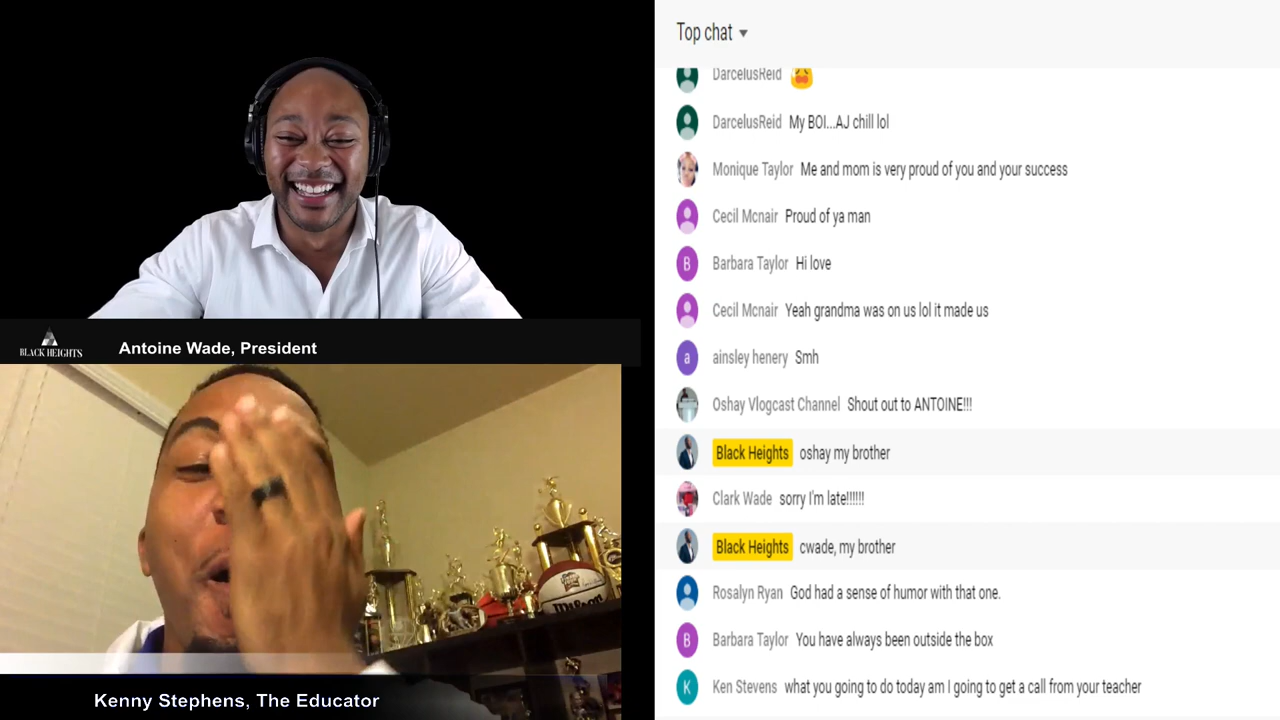 BLACK HEIGHTS
Antoine Wade, President
Wilson
Kenny Stephens, The Educator
Top chat
DarcelusReid
DarcelusReid My BOI...AJ chill lol
Monique Taylor Me and mom is very proud of you and your success
Cecil Mcnair Proud of ya man
B Barbara Taylor Hi love
Cecil Mcnair Yeah grandma was on us lol it made us
a ainsley henery Smh
Oshay Vlogcast Channel Shout out to ANTOINE!!!
Black Heights oshay my brother
Clark Wade sorry I'm late!!!!!!
Black Heights cwade, my brother
Rosalyn Ryan God had a sense of humor with that one.
B Barbara Taylor You have always been outside the box
K Ken Stevens what you going to do today am I going to get a call from your teacher